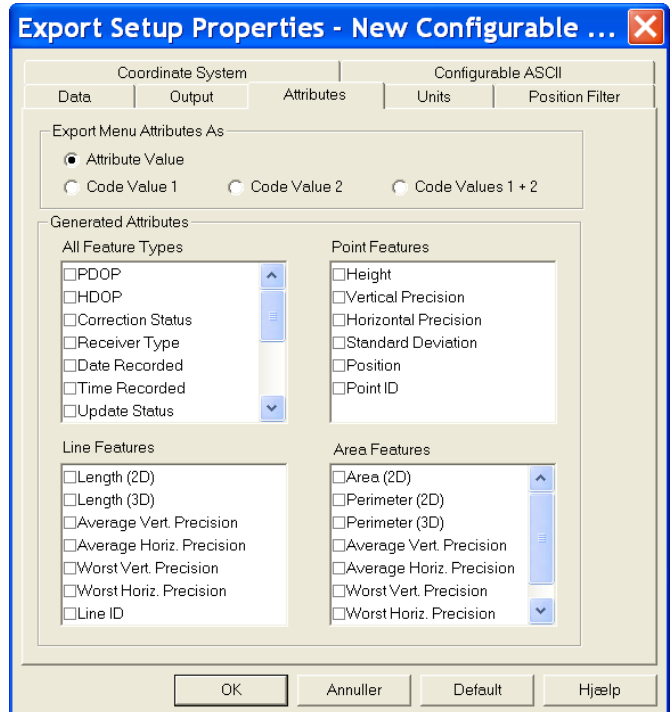 Export Setup Properties - New Configurable ...
Coordinate System
Configurable ASCII
Data
Output
Attributes
Units
Position Filter
Export Menu Attributes As
Attribute Value
Code Value 1
Code Value 2
Code Values 1 + 2
Generated Attributes
All Feature Types
PDOP
HDOP
Correction Status
Receiver Type
Date Recorded
Time Recorded
Update Status
Point Features
Height
Vertical Precision
Horizontal Precision
Standard Deviation
Position
Point ID
Line Features
Length (2D)
Length (3D)
Average Vert. Precision
Average Horiz. Precision
Worst Vert. Precision
Worst Horiz. Precision
Line ID
Area Features
Area (2D)
Perimeter (2D)
Perimeter (3D)
Average Vert. Precision
Average Horiz. Precision
Worst Vert. Precision
Worst Horiz. Precision
OK
Annuller
Default
Hjælp